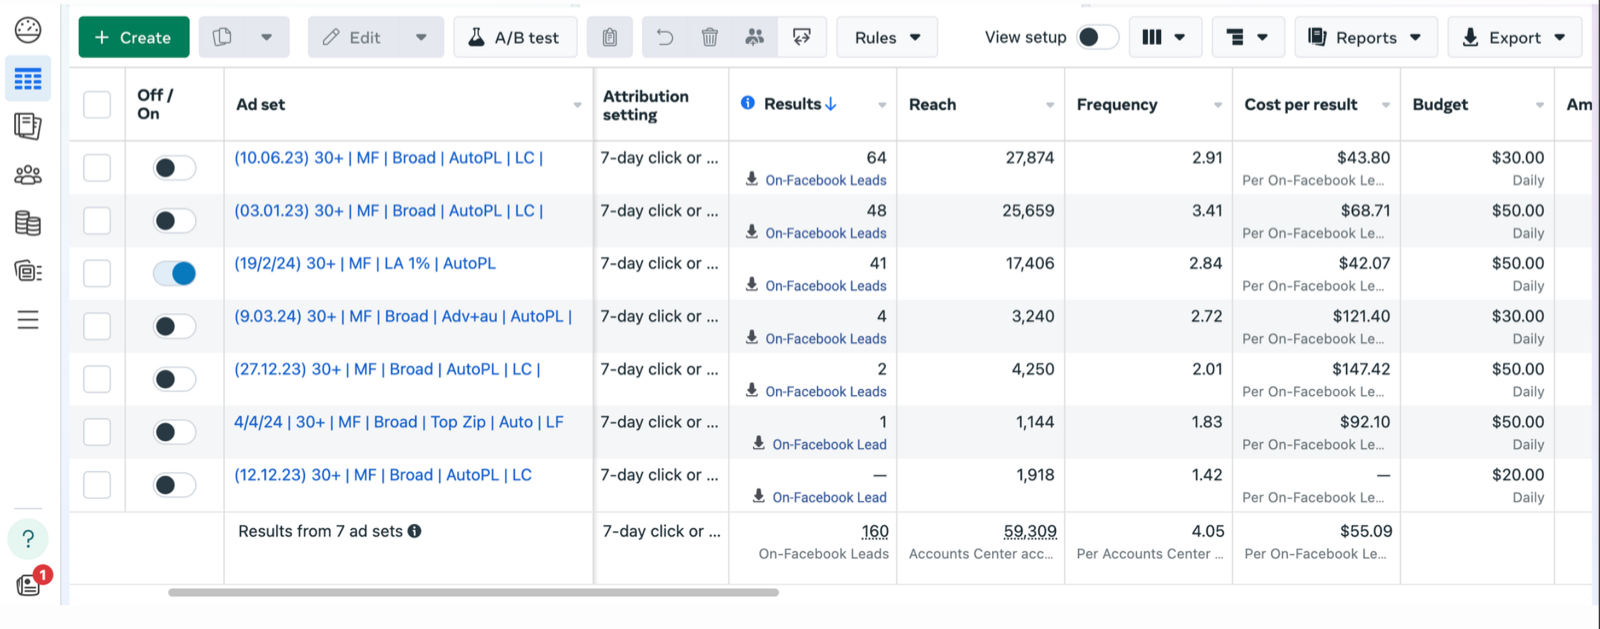 + Create
Edit
A/B test
Rules
View setup
Reports
Export
Off / On
Ad set
Attribution setting
Results
Reach
Frequency
Cost per result
Budget
Am
(10.06.23) 30+ | MF | Broad | AutoPL | LC |
7-day click or ...
64
27,874
2.91
$43.80
$30.00
On-Facebook Leads
Per On-Facebook Le...
Daily
(03.01.23) 30+ | MF | Broad | AutoPL | LC |
7-day click or ...
48
25,659
3.41
$68.71
$50.00
On-Facebook Leads
Per On-Facebook Le...
Daily
(19/2/24) 30+ | MF | LA 1% | AutoPL
7-day click or ...
41
17,406
2.84
$42.07
$50.00
On-Facebook Leads
Per On-Facebook Le...
Daily
(9.03.24) 30+ | MF | Broad | Adv+au | AutoPL |
7-day click or ...
4
3,240
2.72
$121.40
$30.00
On-Facebook Leads
Per On-Facebook Le...
Daily
(27.12.23) 30+ | MF | Broad | AutoPL | LC |
7-day click or ...
2
4,250
2.01
$147.42
$50.00
On-Facebook Leads
Per On-Facebook Le...
Daily
4/4/24 | 30+ | MF | Broad | Top Zip | Auto | LF
7-day click or ...
1
1,144
1.83
$92.10
$50.00
On-Facebook Lead
Per On-Facebook Le...
Daily
(12.12.23) 30+ | MF | Broad | AutoPL | LC
7-day click or ...
—
1,918
1.42
—
$20.00
On-Facebook Lead
Per On-Facebook Le...
Daily
Results from 7 ad sets
7-day click or ...
160
59,309
4.05
$55.09
On-Facebook Leads
Accounts Center acc...
Per Accounts Center ...
Per On-Facebook Le...
?
1